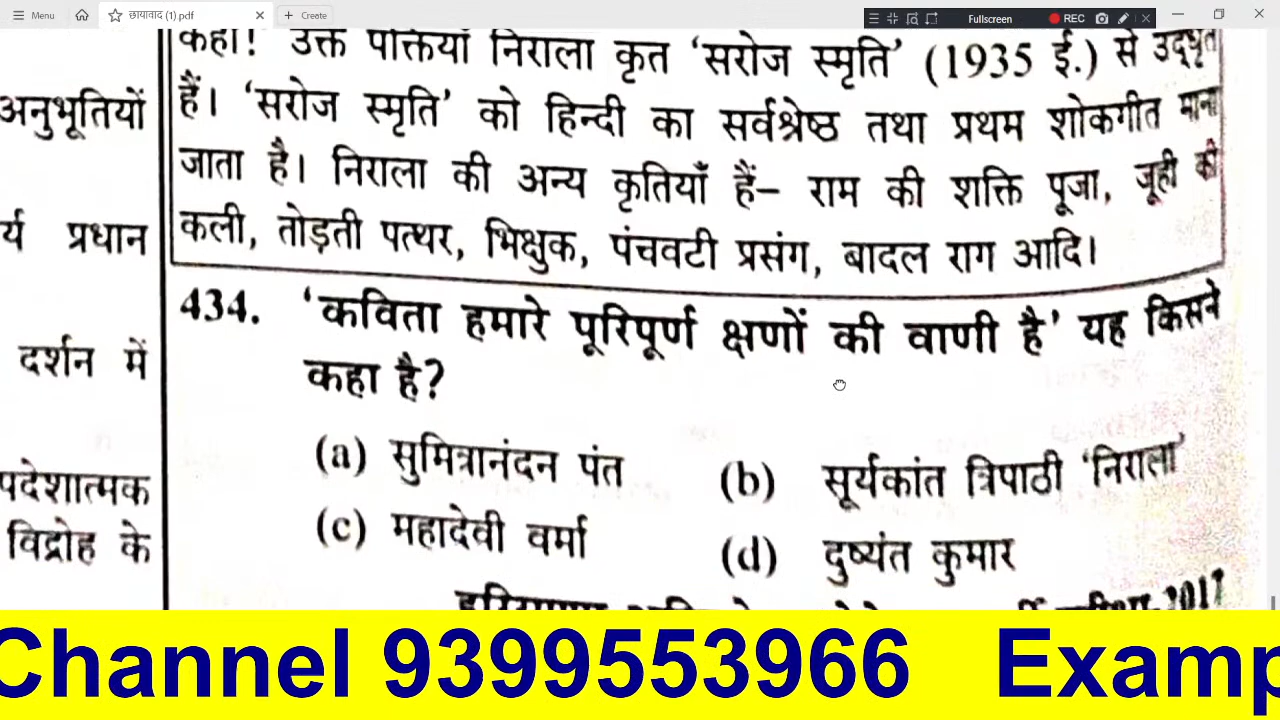 Menu
छायावाद (1).pdf
Create
Fullscreen
REC
कहा! उक्त पंक्तियाँ निराला कृत ‘सरोज स्मृति’ (1935 ई.) से उद्धृत
अनुभूतियों
हैं। ‘सरोज स्मृति’ को हिन्दी का सर्वश्रेष्ठ तथा प्रथम शोकगीत माना
जाता है। निराला की अन्य कृतियाँ हैं– राम की शक्ति पूजा, जूही की
र्य प्रधान
कली, तोड़ती पत्थर, भिक्षुक, पंचवटी प्रसंग, बादल राग आदि।
434. ‘कविता हमारे पूरिपूर्ण क्षणों की वाणी है’ यह किसने
दर्शन में
कहा है?
(a) सुमित्रानंदन पंत (b) सूर्यकांत त्रिपाठी ‘निराला’
पदेशात्मक
(c) महादेवी वर्मा (d) दुष्यंत कुमार
विद्रोह के
Channel 9399553966 Examp